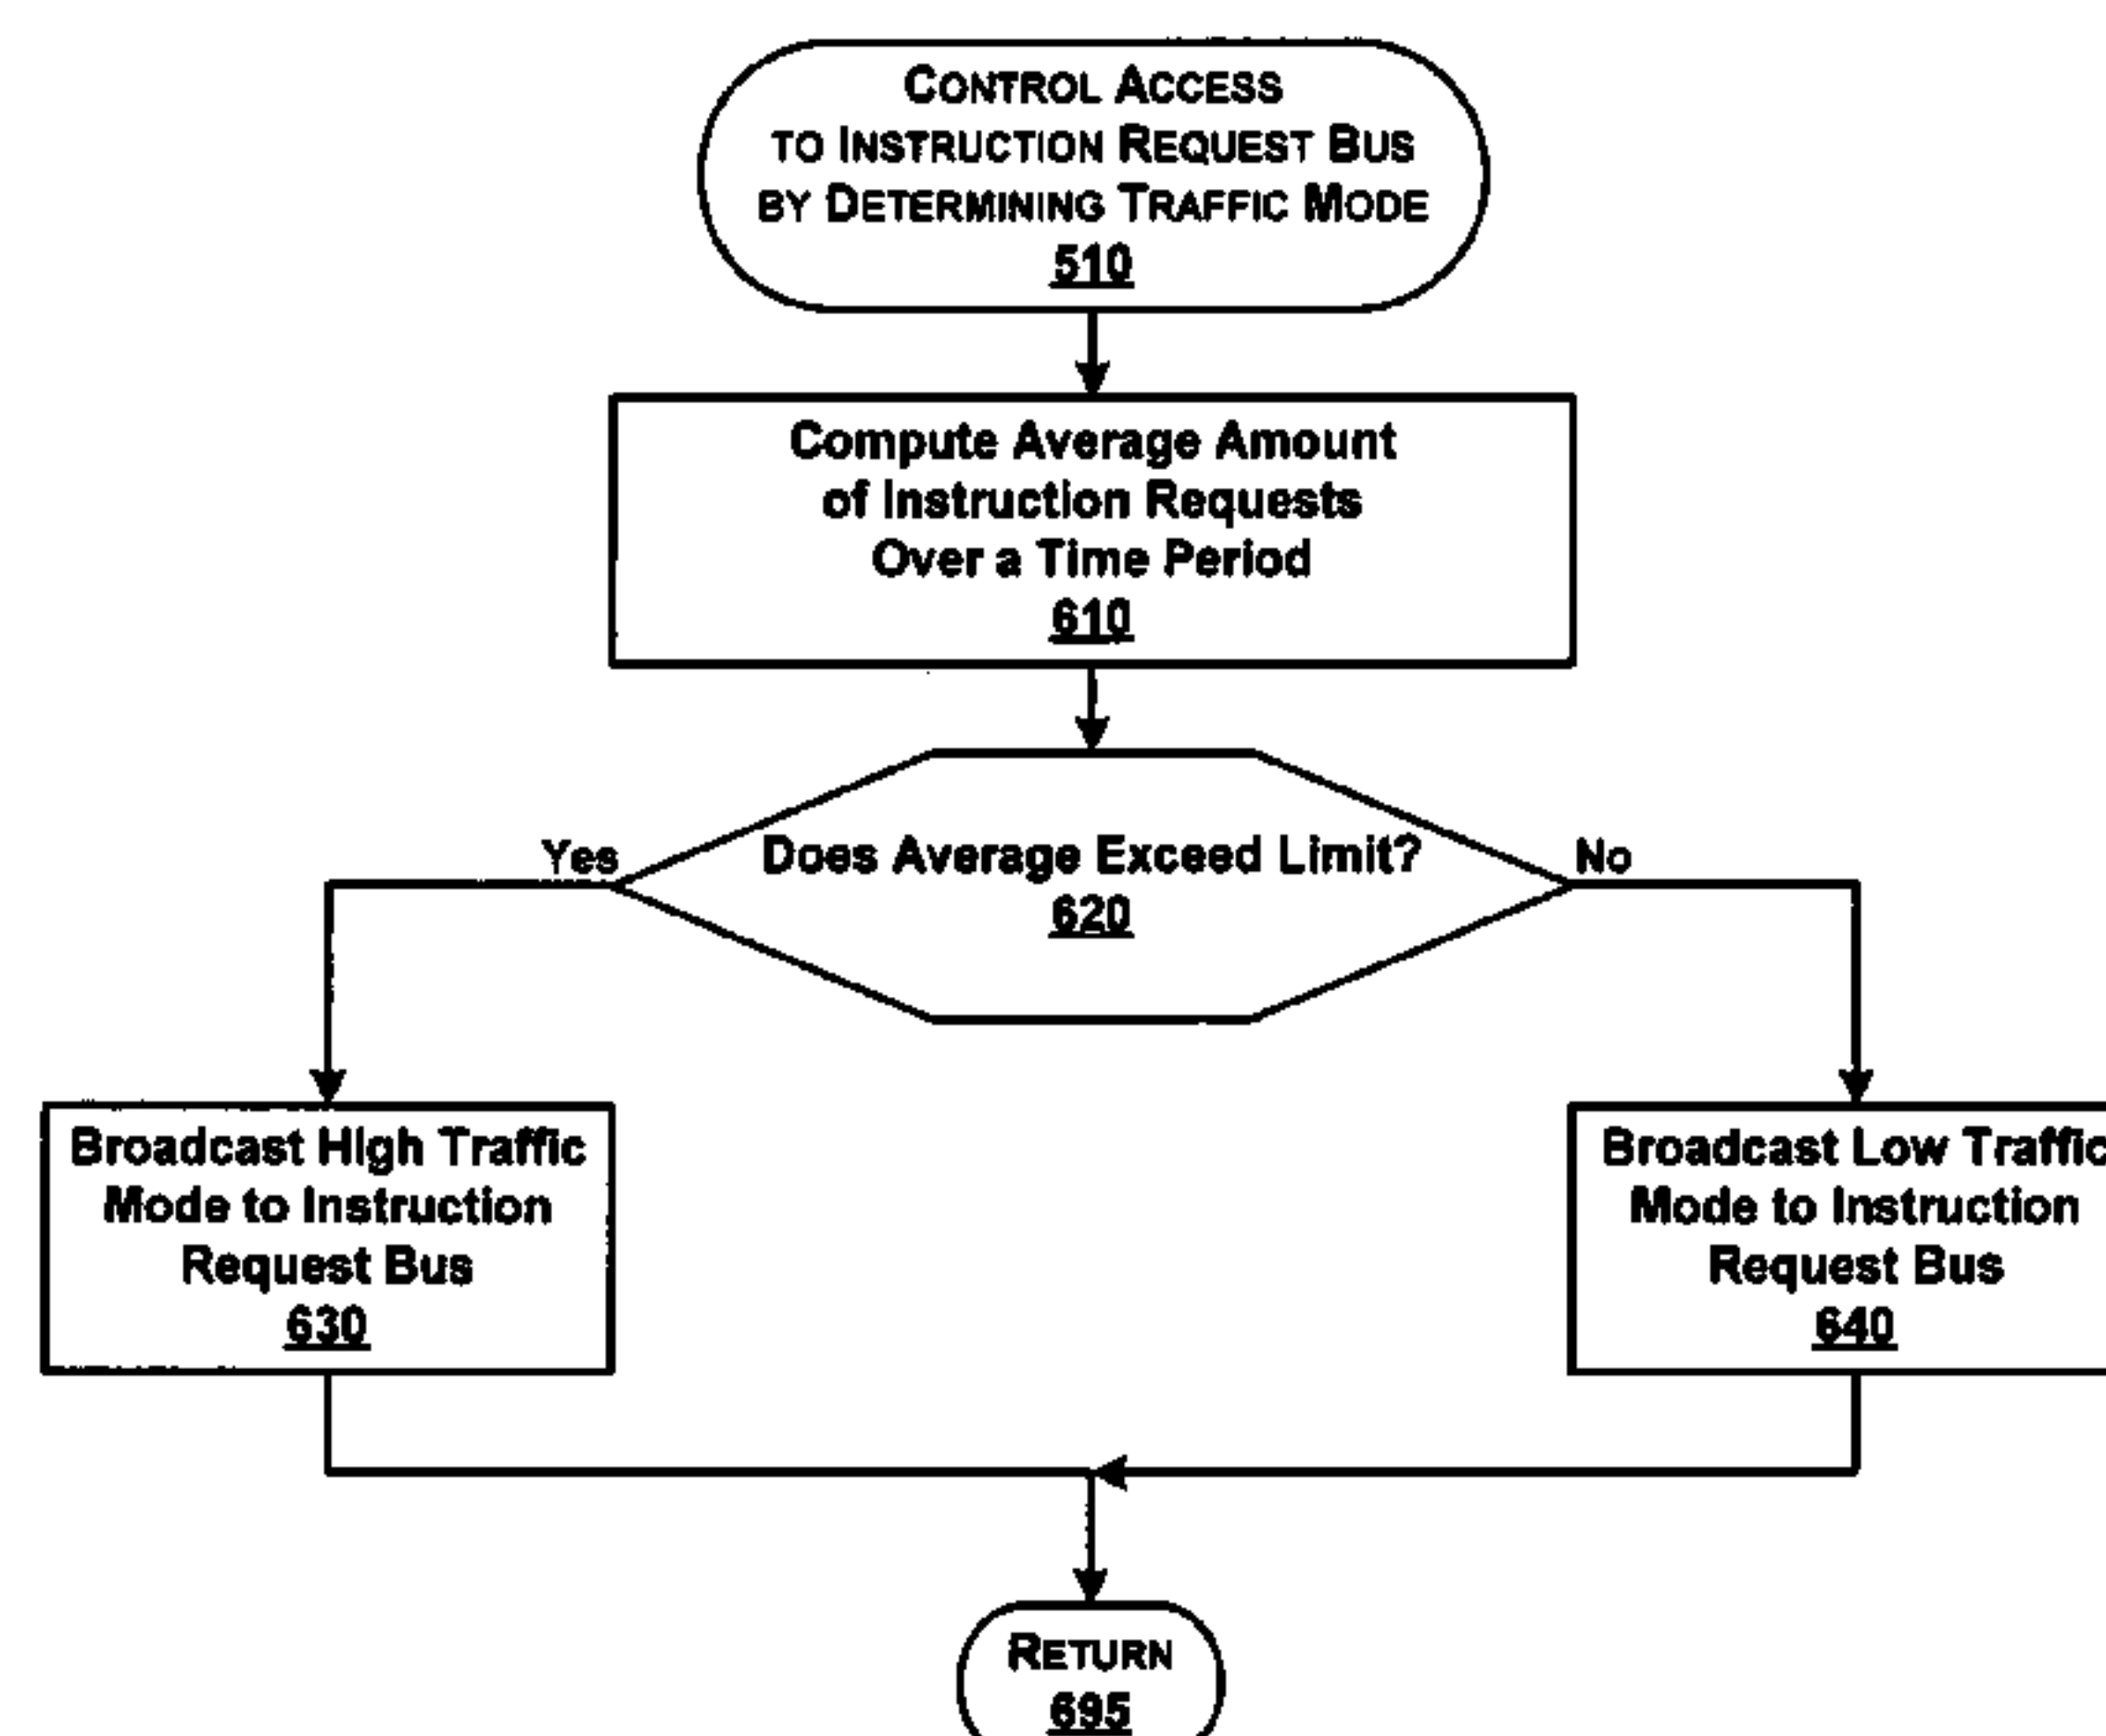 CONTROL ACCESS
TO INSTRUCTION REQUEST BUS
BY DETERMINING TRAFFIC MODE
510
Compute Average Amount
of Instruction Requests
Over a Time Period
610
Does Average Exceed Limit?
620
Yes
No
Broadcast High Traffic
Mode to Instruction
Request Bus
630
Broadcast Low Traffic
Mode to Instruction
Request Bus
640
RETURN
695